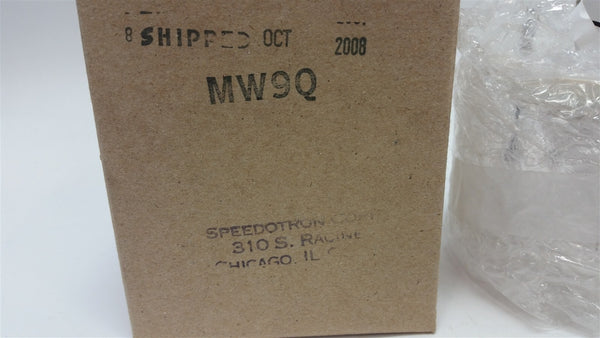 8 SHIPPED OCT 2008
MW9Q
SPEEDOTRON
310 S. RACINE
CHICAGO, IL